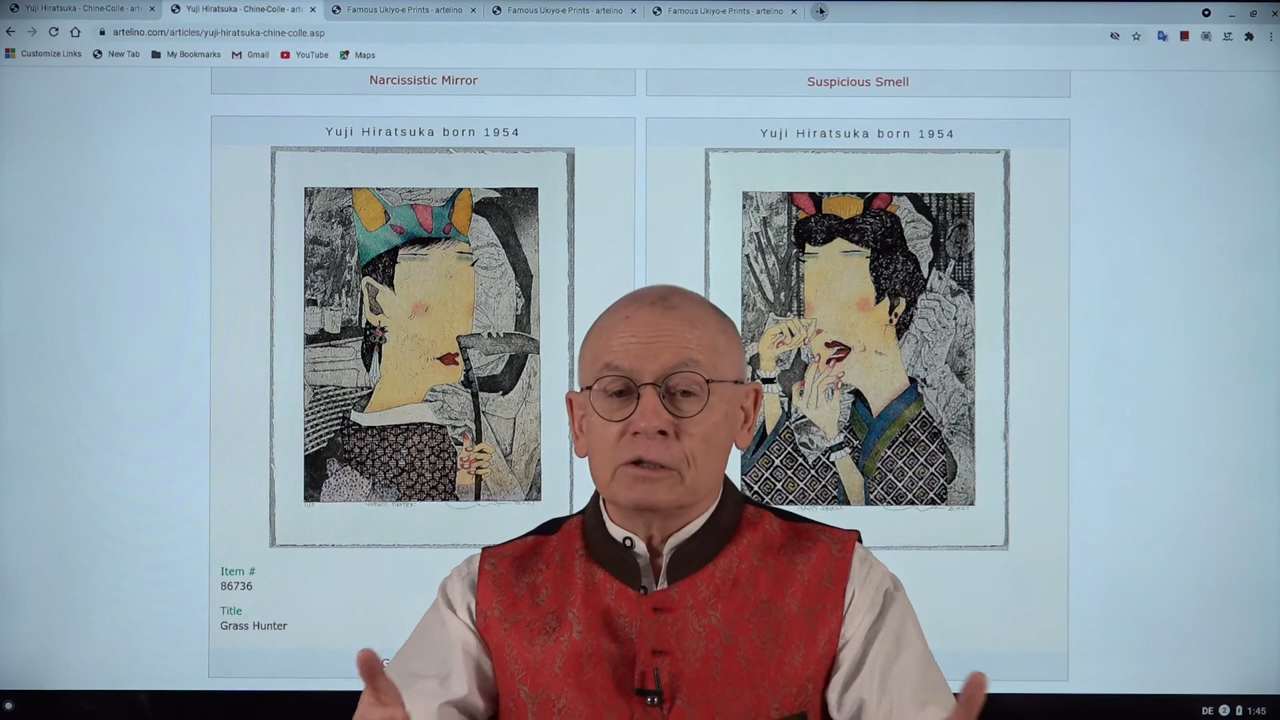 Yuji Hiratsuka - Chine-Colle - arte
Yuji Hiratsuka - Chine-Colle - arte
Famous Ukiyo-e Prints - artelino
Famous Ukiyo-e Prints - artelino
Famous Ukiyo-e Prints - artelino
artelino.com/articles/yuji-hiratsuka-chine-colle.asp
Customize Links
New Tab
My Bookmarks
Gmail
YouTube
Maps
Narcissistic Mirror
Suspicious Smell
Yuji Hiratsuka born 1954
Yuji Hiratsuka born 1954
Item #
86736
Title
Grass Hunter
DE 2 1:45